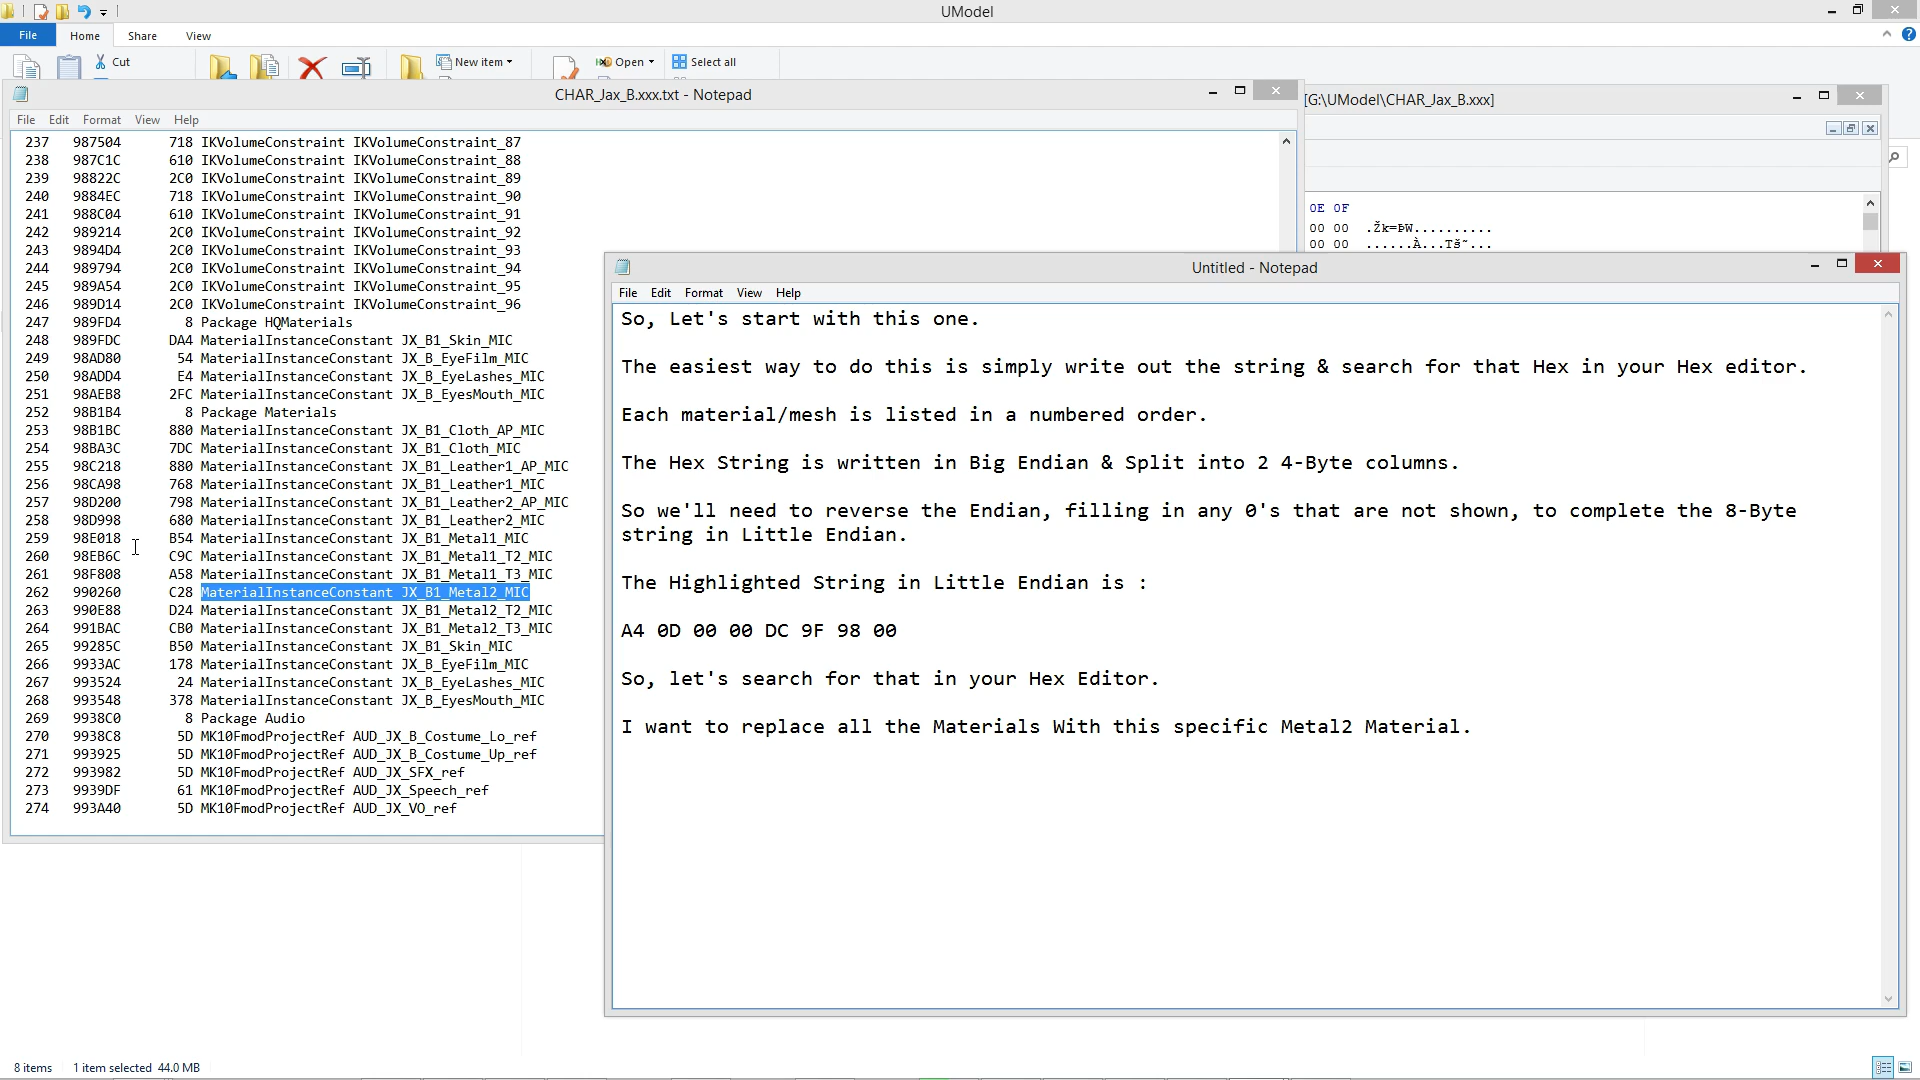 UModel
File Home Share View
Cut
New item
Open
Select all
CHAR_Jax_B.xxx.txt - Notepad
File Edit Format View Help
237 987504 718 IKVolumeConstraint IKVolumeConstraint_87
238 987C1C 610 IKVolumeConstraint IKVolumeConstraint_88
239 98822C 2C0 IKVolumeConstraint IKVolumeConstraint_89
240 9884EC 718 IKVolumeConstraint IKVolumeConstraint_90
241 988C04 610 IKVolumeConstraint IKVolumeConstraint_91
242 989214 2C0 IKVolumeConstraint IKVolumeConstraint_92
243 9894D4 2C0 IKVolumeConstraint IKVolumeConstraint_93
244 989794 2C0 IKVolumeConstraint IKVolumeConstraint_94
245 989A54 2C0 IKVolumeConstraint IKVolumeConstraint_95
246 989D14 2C0 IKVolumeConstraint IKVolumeConstraint_96
247 989FD4 8 Package HQMaterials
248 989FDC DA4 MaterialInstanceConstant JX_B1_Skin_MIC
249 98AD80 54 MaterialInstanceConstant JX_B_EyeFilm_MIC
250 98ADD4 E4 MaterialInstanceConstant JX_B_EyeLashes_MIC
251 98AEB8 2FC MaterialInstanceConstant JX_B_EyesMouth_MIC
252 98B1B4 8 Package Materials
253 98B1BC 880 MaterialInstanceConstant JX_B1_Cloth_AP_MIC
254 98BA3C 7DC MaterialInstanceConstant JX_B1_Cloth_MIC
255 98C218 880 MaterialInstanceConstant JX_B1_Leather1_AP_MIC
256 98CA98 768 MaterialInstanceConstant JX_B1_Leather1_MIC
257 98D200 798 MaterialInstanceConstant JX_B1_Leather2_AP_MIC
258 98D998 680 MaterialInstanceConstant JX_B1_Leather2_MIC
259 98E018 B54 MaterialInstanceConstant JX_B1_Metal1_MIC
260 98EB6C C9C MaterialInstanceConstant JX_B1_Metal1_T2_MIC
261 98F808 A58 MaterialInstanceConstant JX_B1_Metal1_T3_MIC
262 990260 C28 MaterialInstanceConstant JX_B1_Metal2_MIC
263 990E88 D24 MaterialInstanceConstant JX_B1_Metal2_T2_MIC
264 991BAC CB0 MaterialInstanceConstant JX_B1_Metal2_T3_MIC
265 99285C B50 MaterialInstanceConstant JX_B1_Skin_MIC
266 9933AC 178 MaterialInstanceConstant JX_B_EyeFilm_MIC
267 993524 24 MaterialInstanceConstant JX_B_EyeLashes_MIC
268 993548 378 MaterialInstanceConstant JX_B_EyesMouth_MIC
269 9938C0 8 Package Audio
270 9938C8 5D MK10FmodProjectRef AUD_JX_B_Costume_Lo_ref
271 993925 5D MK10FmodProjectRef AUD_JX_B_Costume_Up_ref
272 993982 5D MK10FmodProjectRef AUD_JX_SFX_ref
273 9939DF 61 MK10FmodProjectRef AUD_JX_Speech_ref
274 993A40 5D MK10FmodProjectRef AUD_JX_VO_ref
[G:\UModel\CHAR_Jax_B.xxx]
0E 0F
00 00 .Žk=ÞW..........
00 00 ......À...Tš˜...
Untitled - Notepad
File Edit Format View Help
So, Let's start with this one.
The easiest way to do this is simply write out the string & search for that Hex in your Hex editor.
Each material/mesh is listed in a numbered order.
The Hex String is written in Big Endian & Split into 2 4-Byte columns.
So we'll need to reverse the Endian, filling in any 0's that are not shown, to complete the 8-Byte
string in Little Endian.
The Highlighted String in Little Endian is :
A4 0D 00 00 DC 9F 98 00
So, let's search for that in your Hex Editor.
I want to replace all the Materials With this specific Metal2 Material.
8 items 1 item selected 44.0 MB